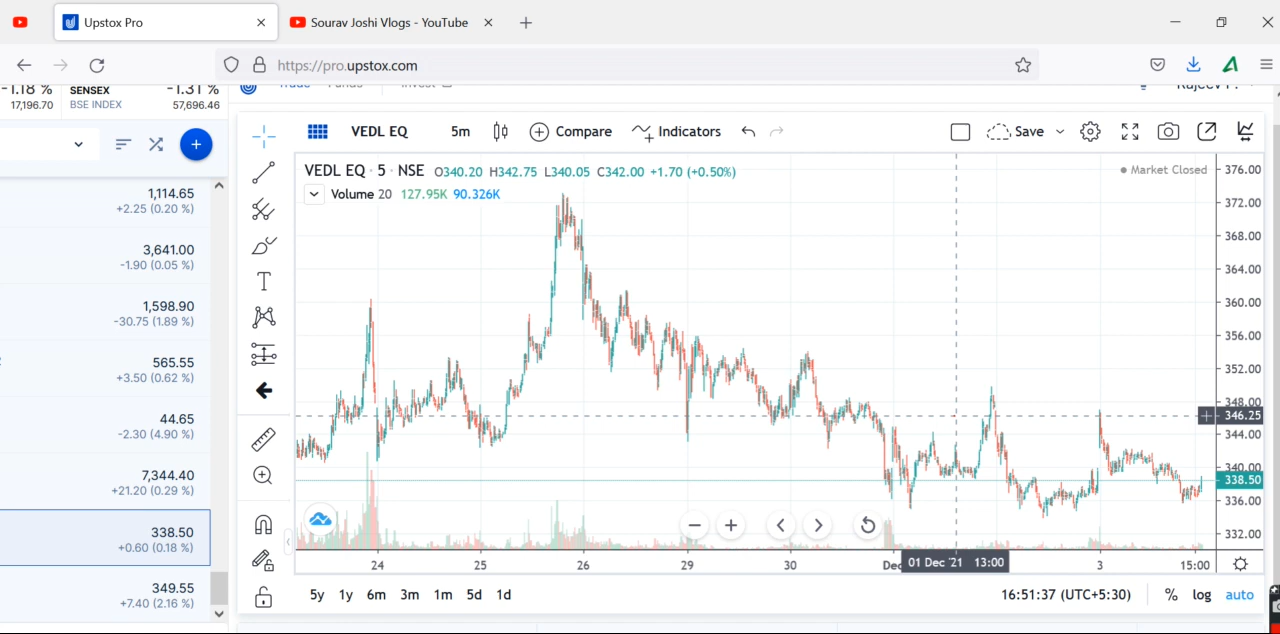 Upstox Pro
Sourav Joshi Vlogs - YouTube
https://pro.upstox.com
-1.18 %
17,196.70
SENSEX
BSE INDEX
-1.31 %
57,696.46
VEDL EQ
5m
Compare
Indicators
Save
VEDL EQ · 5 · NSE O340.20 H342.75 L340.05 C342.00 +1.70 (+0.50%)
Market Closed
Volume 20 127.95K 90.326K
1,114.65
+2.25 (0.20 %)
3,641.00
-1.90 (0.05 %)
1,598.90
-30.75 (1.89 %)
565.55
+3.50 (0.62 %)
44.65
-2.30 (4.90 %)
7,344.40
+21.20 (0.29 %)
338.50
+0.60 (0.18 %)
349.55
+7.40 (2.16 %)
376.00
372.00
368.00
364.00
360.00
356.00
352.00
348.00
346.25
344.00
340.00
338.50
336.00
332.00
24 25 26 29 30 Dec 01 Dec '21 13:00 3 15:00
5y 1y 6m 3m 1m 5d 1d
16:51:37 (UTC+5:30) % log auto